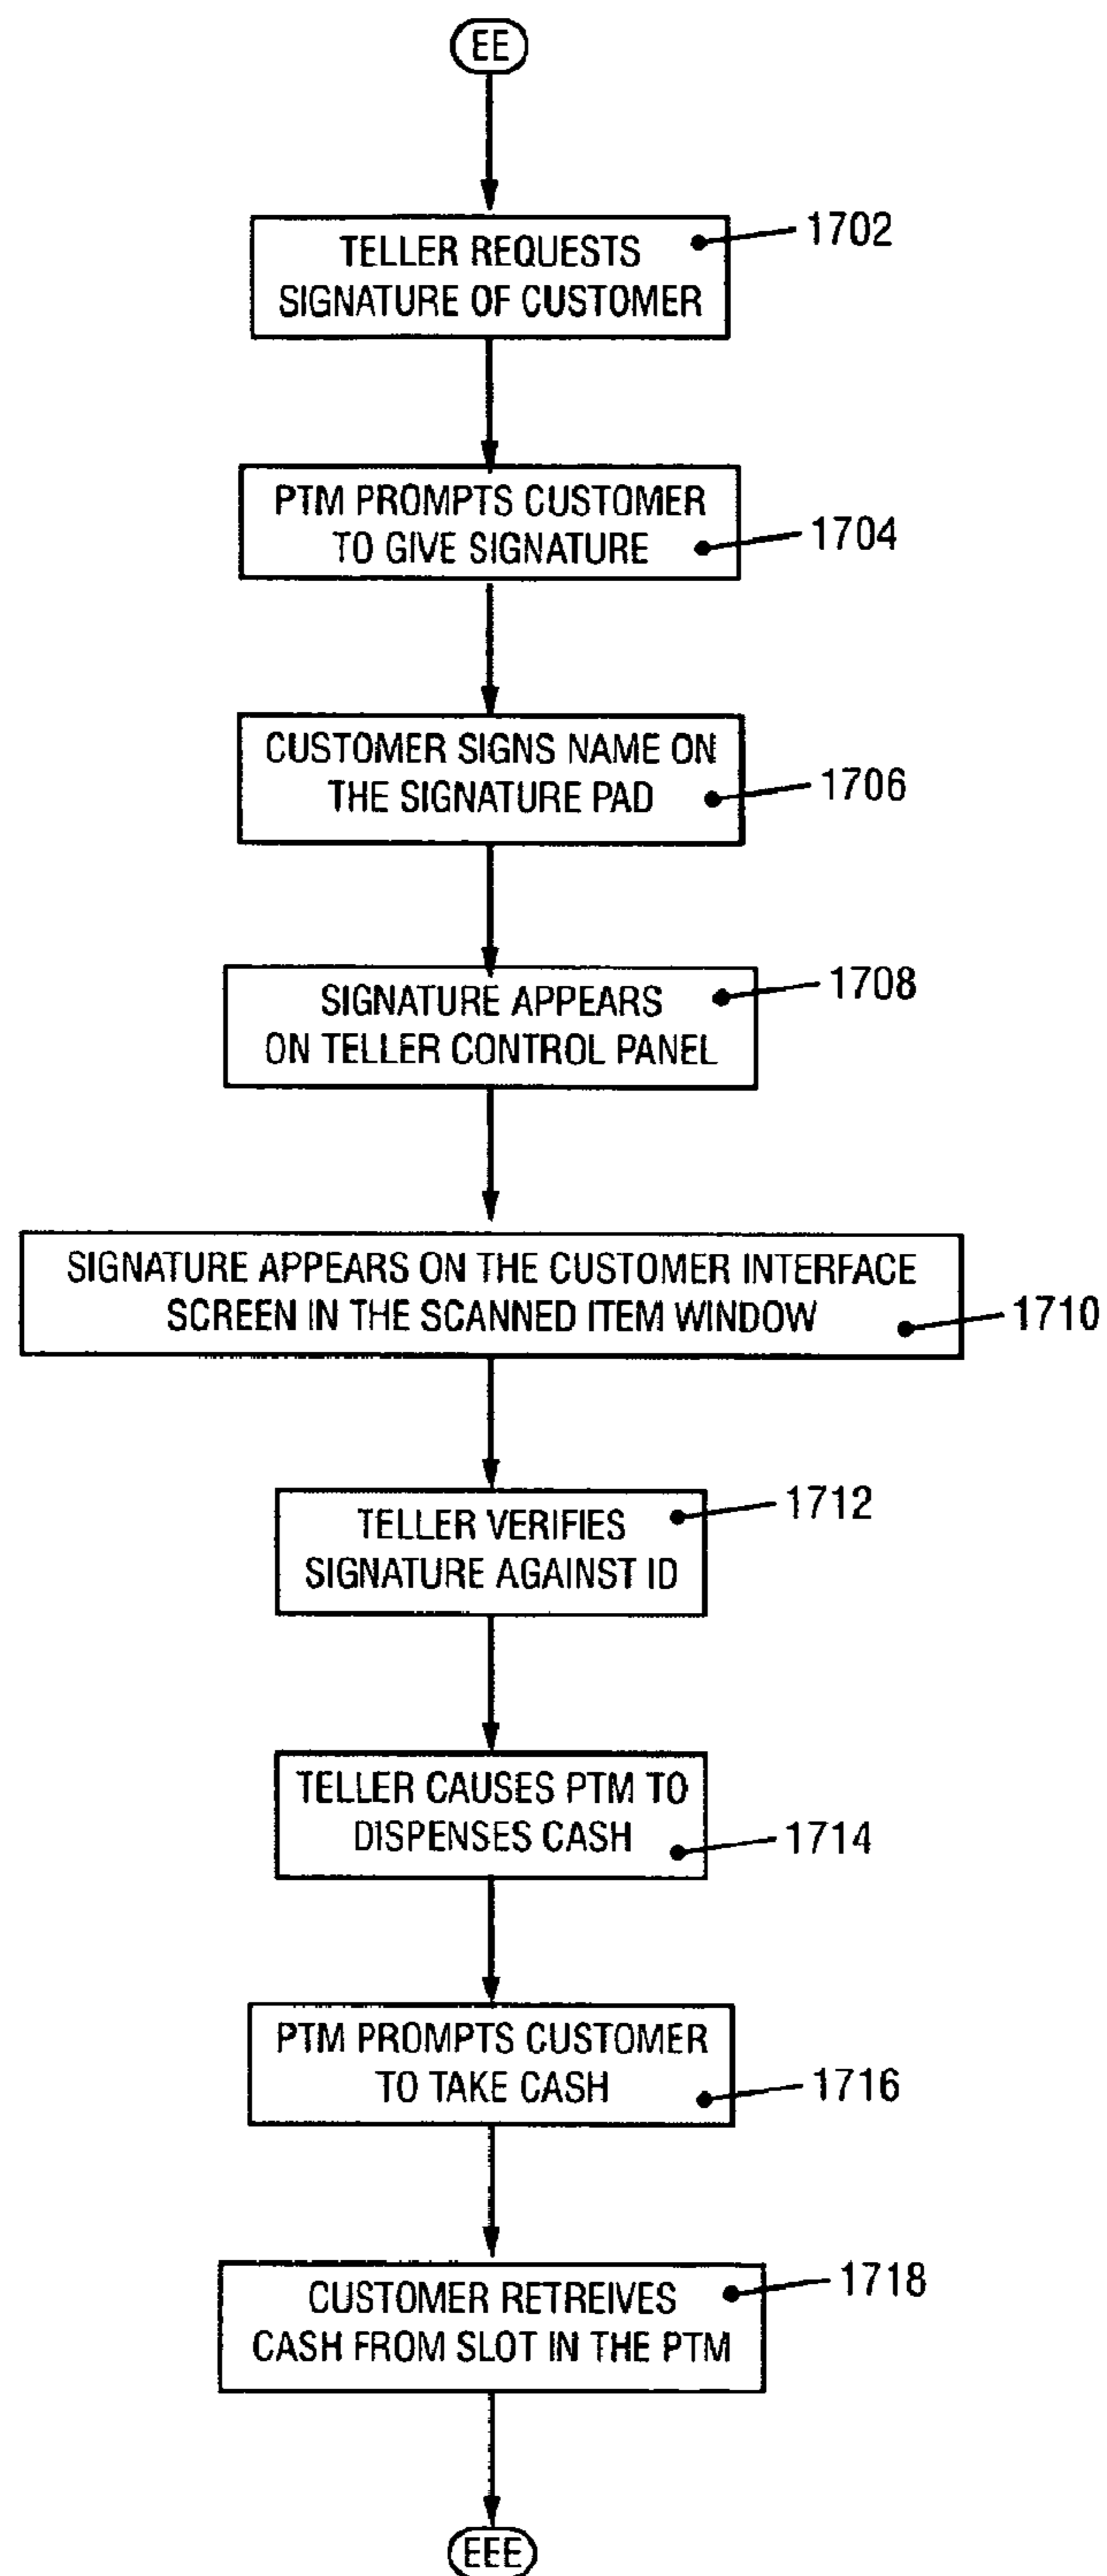 EE
1702
TELLER REQUESTS
SIGNATURE OF CUSTOMER
PTM PROMPTS CUSTOMER
TO GIVE SIGNATURE
1704
CUSTOMER SIGNS NAME ON
THE SIGNATURE PAD
1706
1708
SIGNATURE APPEARS
ON TELLER CONTROL PANEL
SIGNATURE APPEARS ON THE CUSTOMER INTERFACE
SCREEN IN THE SCANNED ITEM WINDOW
1710
1712
TELLER VERIFIES
SIGNATURE AGAINST ID
TELLER CAUSES PTM TO
DISPENSES CASH
1714
PTM PROMPTS CUSTOMER
TO TAKE CASH
1716
1718
CUSTOMER RETREIVES
CASH FROM SLOT IN THE PTM
EEE